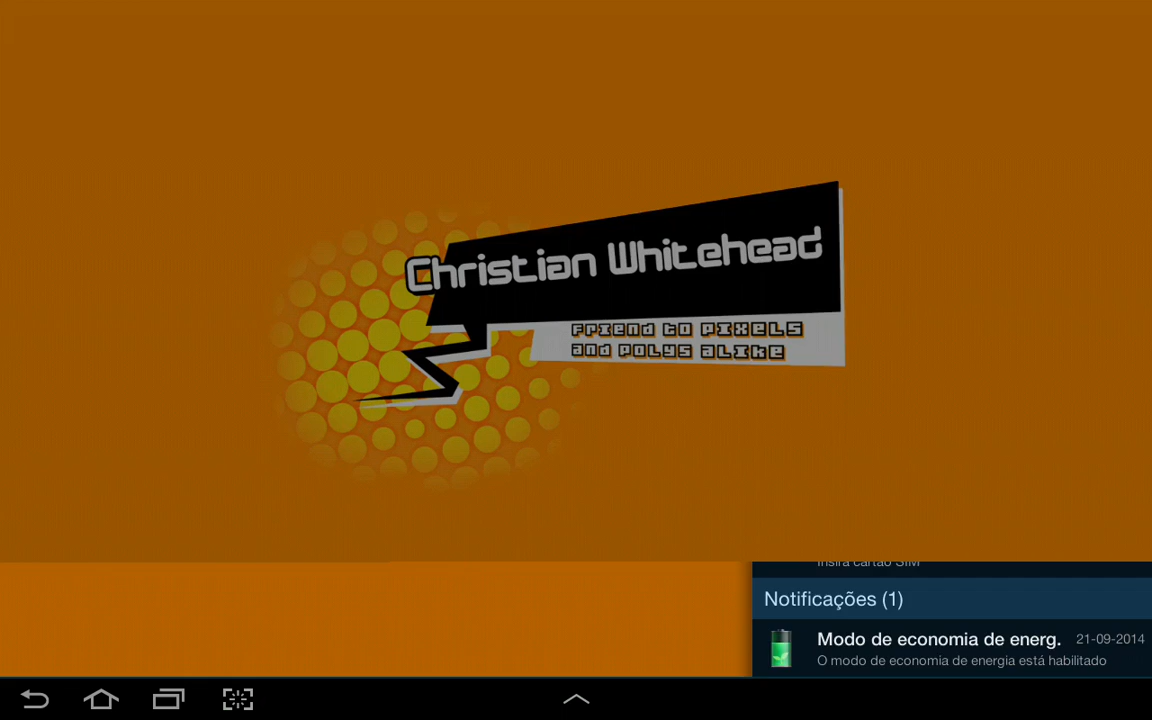 Christian Whitehead
Friend to pixels
and polys alike
Insira cartão SIM
Notificações (1)
Modo de economia de energ. 21-09-2014
O modo de economia de energia está habilitado